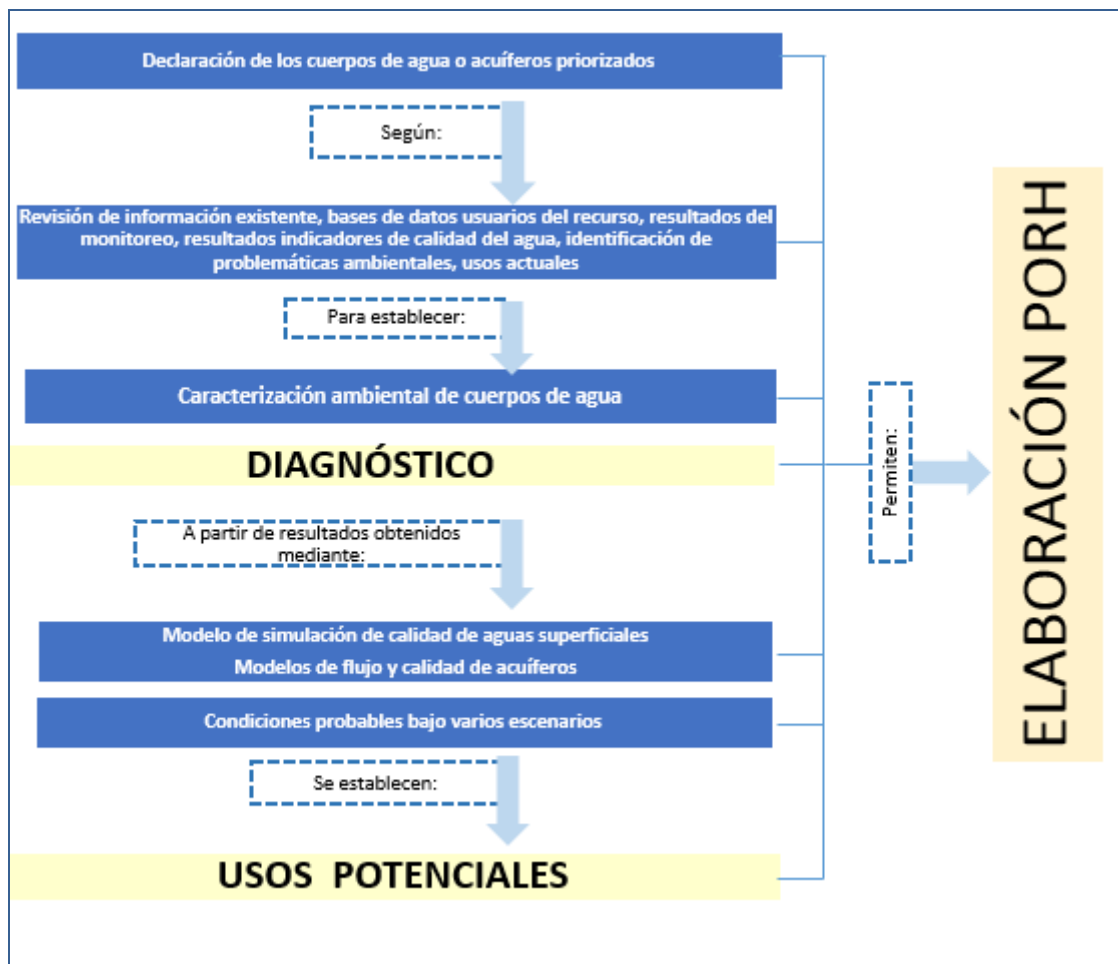 Declaración de los cuerpos de agua o acuíferos priorizados
Según:
Revisión de información existente, bases de datos usuarios del recurso, resultados del
monitoreo, resultados indicadores de calidad del agua, identificación de
problemáticas ambientales, usos actuales
Para establecer:
Caracterización ambiental de cuerpos de agua
DIAGNÓSTICO
A partir de resultados obtenidos
mediante:
Modelo de simulación de calidad de aguas superficiales
Modelos de flujo y calidad de acuíferos
Condiciones probables bajo varios escenarios
Se establecen:
USOS POTENCIALES
Permiten:
ELABORACIÓN PORH